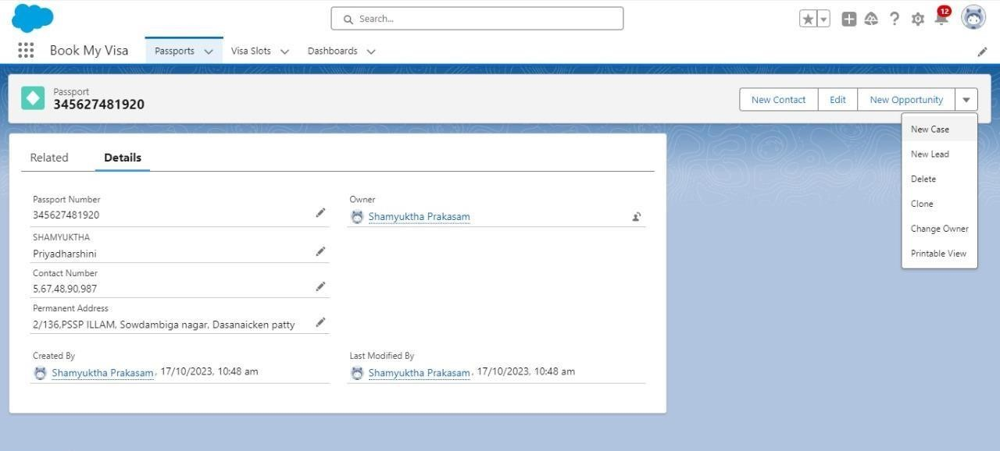 Search...
12
Book My Visa
Passports
Visa Slots
Dashboards
Passport
345627481920
New Contact
Edit
New Opportunity
New Case
New Lead
Delete
Clone
Change Owner
Printable View
Related
Details
Passport Number
345627481920
Owner
Shamyuktha Prakasam
SHAMYUKTHA
Priyadharshini
Contact Number
5,67,48,90,987
Permanent Address
2/136,PSSP ILLAM, Sowdambiga nagar, Dasanaicken patty
Created By
Shamyuktha Prakasam, 17/10/2023, 10:48 am
Last Modified By
Shamyuktha Prakasam, 17/10/2023, 10:48 am